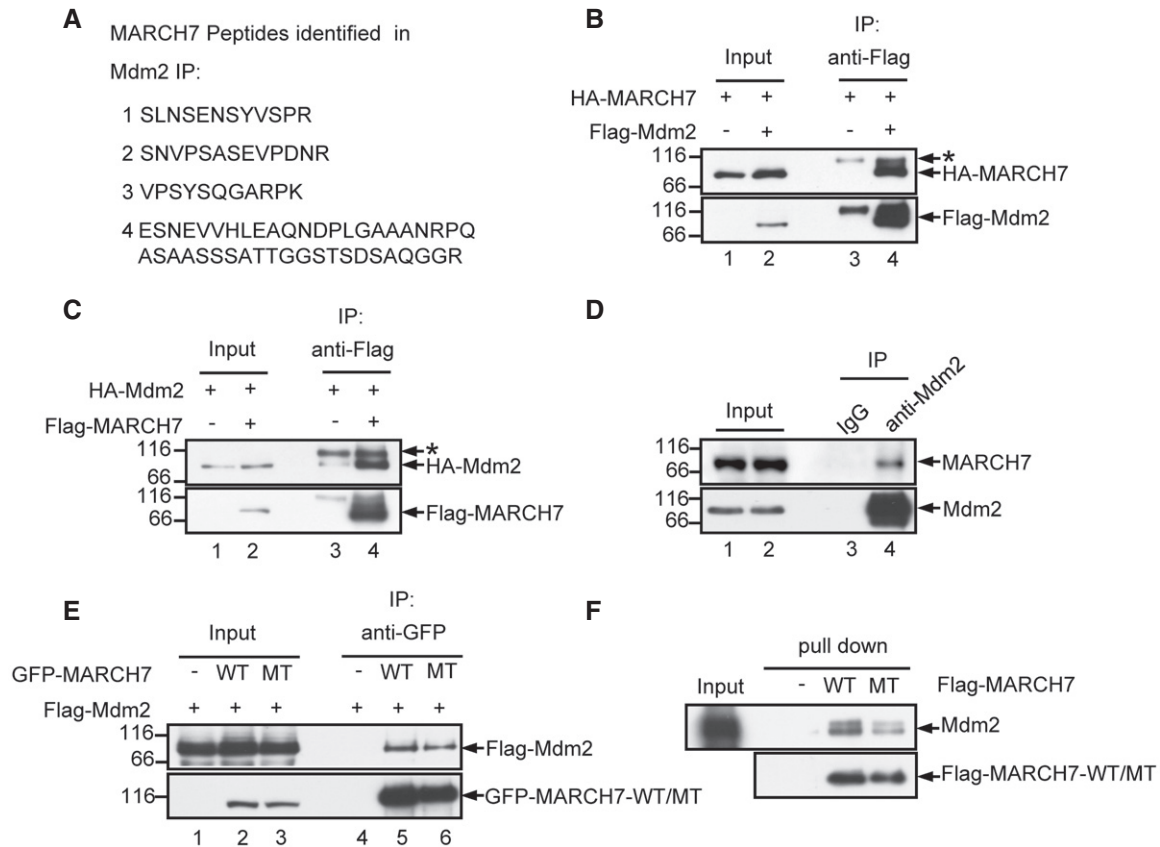 A
MARCH7 Peptides identified in
Mdm2 IP:
1 SLNSENSYVSPR
2 SNVPSASEVPDNR
3 VPSYSQGARPK
4 ESNEVVHLEAQNDPLGAAANRPQ
ASAASSSATTGGSTSDSAQGGR
B
IP:
Input anti-Flag
HA-MARCH7 + + + +
Flag-Mdm2 - + - +
116 *
66 HA-MARCH7
116
66 Flag-Mdm2
1 2 3 4
C
IP:
Input anti-Flag
HA-Mdm2 + + + +
Flag-MARCH7 - + - +
116 *
66 HA-Mdm2
116
66 Flag-MARCH7
1 2 3 4
D
IP
Input IgG anti-Mdm2
116
66 MARCH7
116
66 Mdm2
1 2 3 4
E
IP:
Input anti-GFP
GFP-MARCH7 - WT MT - WT MT
Flag-Mdm2 + + + + + +
116
66 Flag-Mdm2
116 GFP-MARCH7-WT/MT
1 2 3 4 5 6
F
pull down
Input - WT MT Flag-MARCH7
Mdm2
Flag-MARCH7-WT/MT